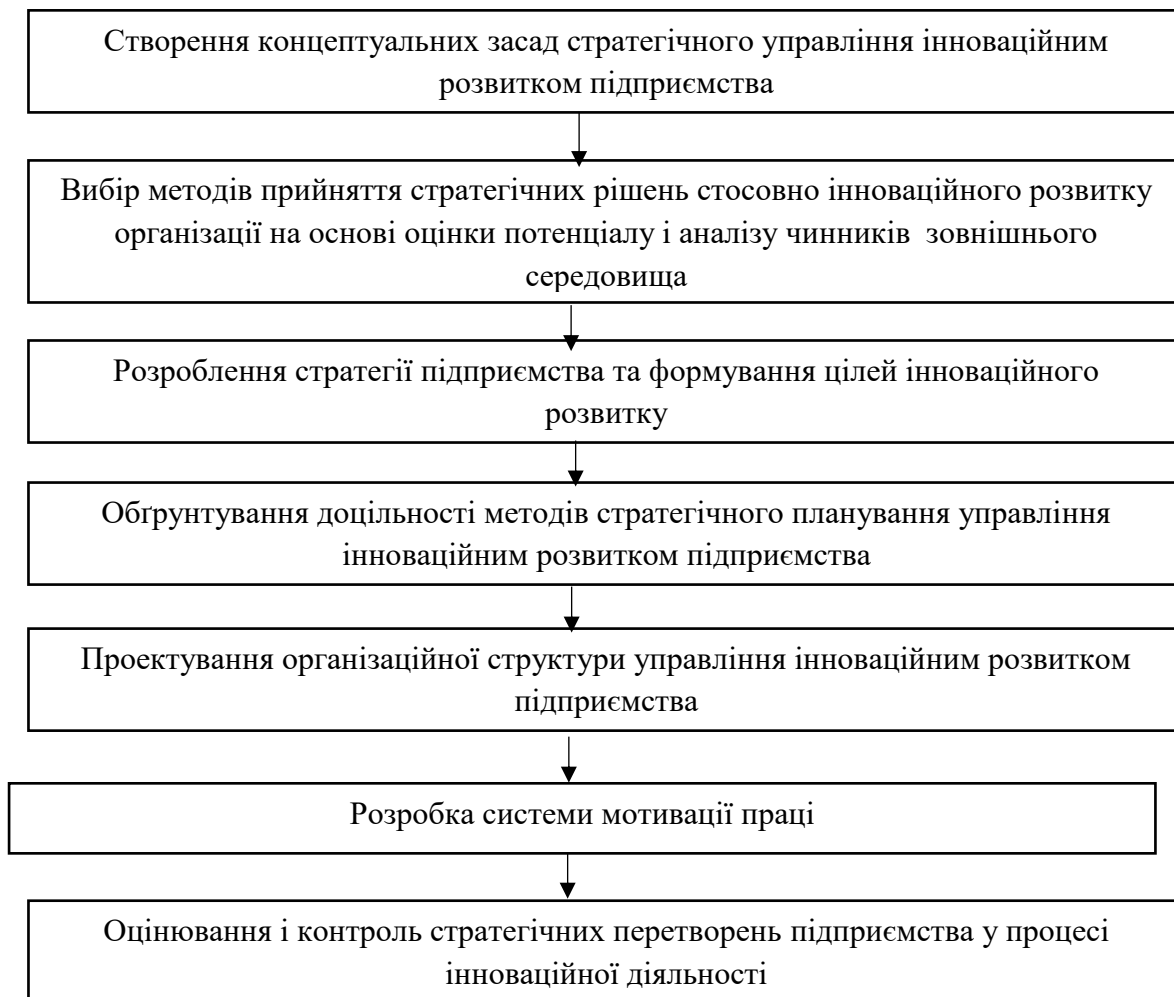 Створення концептуальних засад стратегічного управління інноваційним
розвитком підприємства
Вибір методів прийняття стратегічних рішень стосовно інноваційного розвитку
організації на основі оцінки потенціалу і аналізу чинників зовнішнього
середовища
Розроблення стратегії підприємства та формування цілей інноваційного
розвитку
Обґрунтування доцільності методів стратегічного планування управління
інноваційним розвитком підприємства
Проектування організаційної структури управління інноваційним розвитком
підприємства
Розробка системи мотивації праці
Оцінювання і контроль стратегічних перетворень підприємства у процесі
інноваційної діяльності